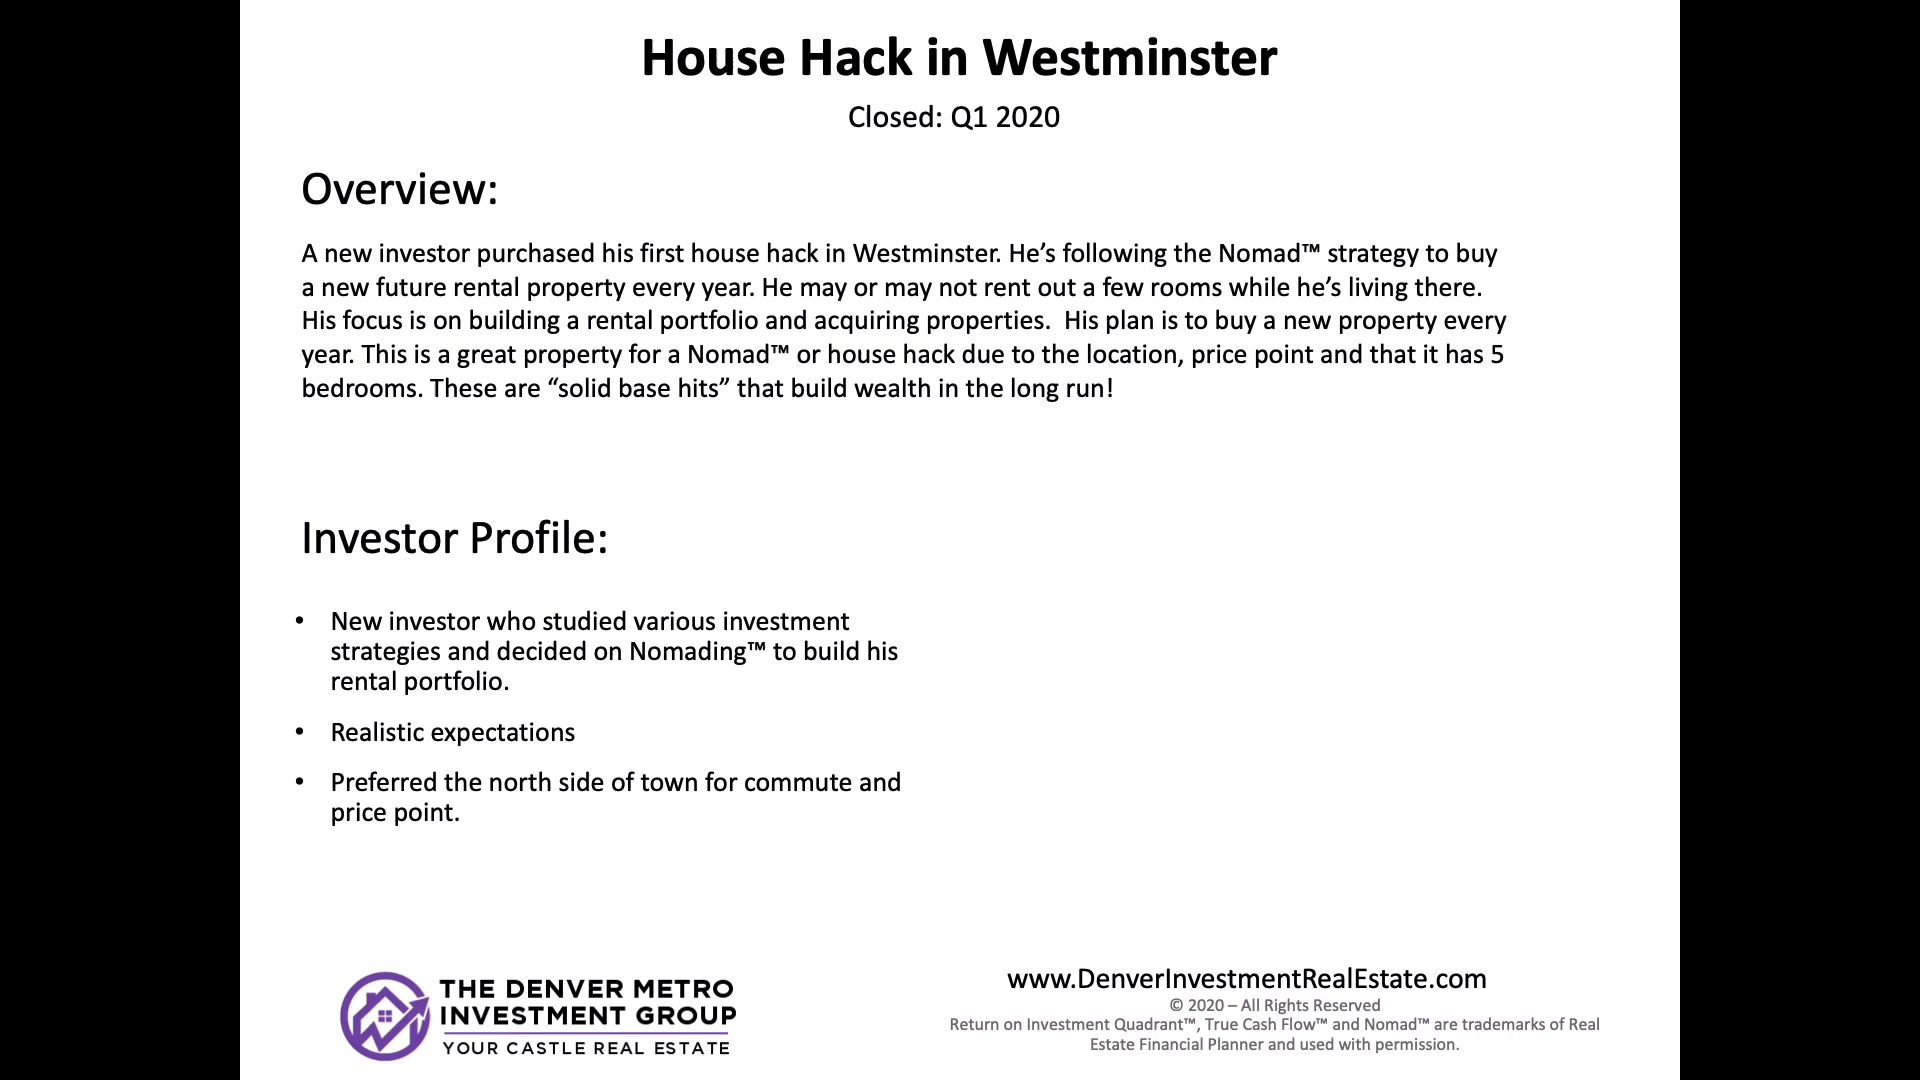 House Hack in Westminster
Closed: Q1 2020
Overview:
A new investor purchased his first house hack in Westminster. He’s following the Nomad™ strategy to buy
a new future rental property every year. He may or may not rent out a few rooms while he’s living there.
His focus is on building a rental portfolio and acquiring properties.  His plan is to buy a new property every
year. This is a great property for a Nomad™ or house hack due to the location, price point and that it has 5
bedrooms. These are “solid base hits” that build wealth in the long run!
Investor Profile:
• New investor who studied various investment
strategies and decided on Nomading™ to build his
rental portfolio.
• Realistic expectations
• Preferred the north side of town for commute and
price point.
THE DENVER METRO
INVESTMENT GROUP
YOUR CASTLE REAL ESTATE
www.DenverInvestmentRealEstate.com
© 2020 – All Rights Reserved
Return on Investment Quadrant™, True Cash Flow™ and Nomad™ are trademarks of Real
Estate Financial Planner and used with permission.